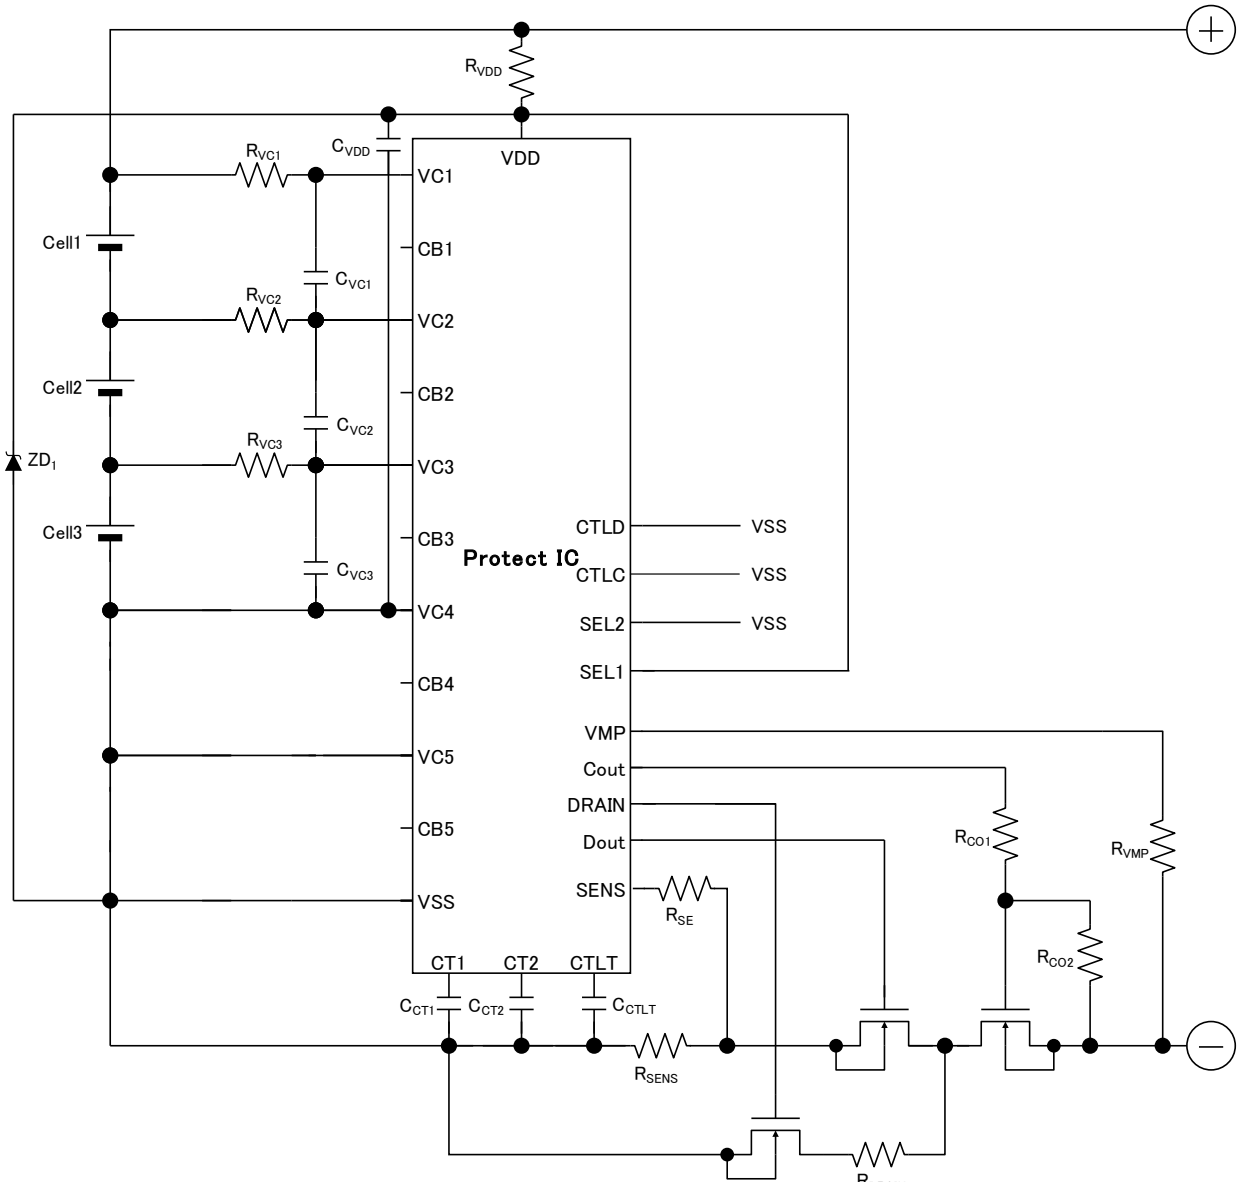 RVDD
CVDD
VDD
RVC1
VC1
Cell1
CB1
CVC1
RVC2
VC2
Cell2
CB2
CVC2
RVC3
VC3
ZD1
Cell3
CTLD VSS
CB3
Protect IC
CVC3
CTLC VSS
VC4
SEL2 VSS
SEL1
CB4
VMP
VC5
Cout
DRAIN
CB5
Dout
RCO1
RVMP
SENS
VSS
RSE
RCO2
CT1 CT2 CTLT
CCT1 CCT2 CCTLT
RSENS